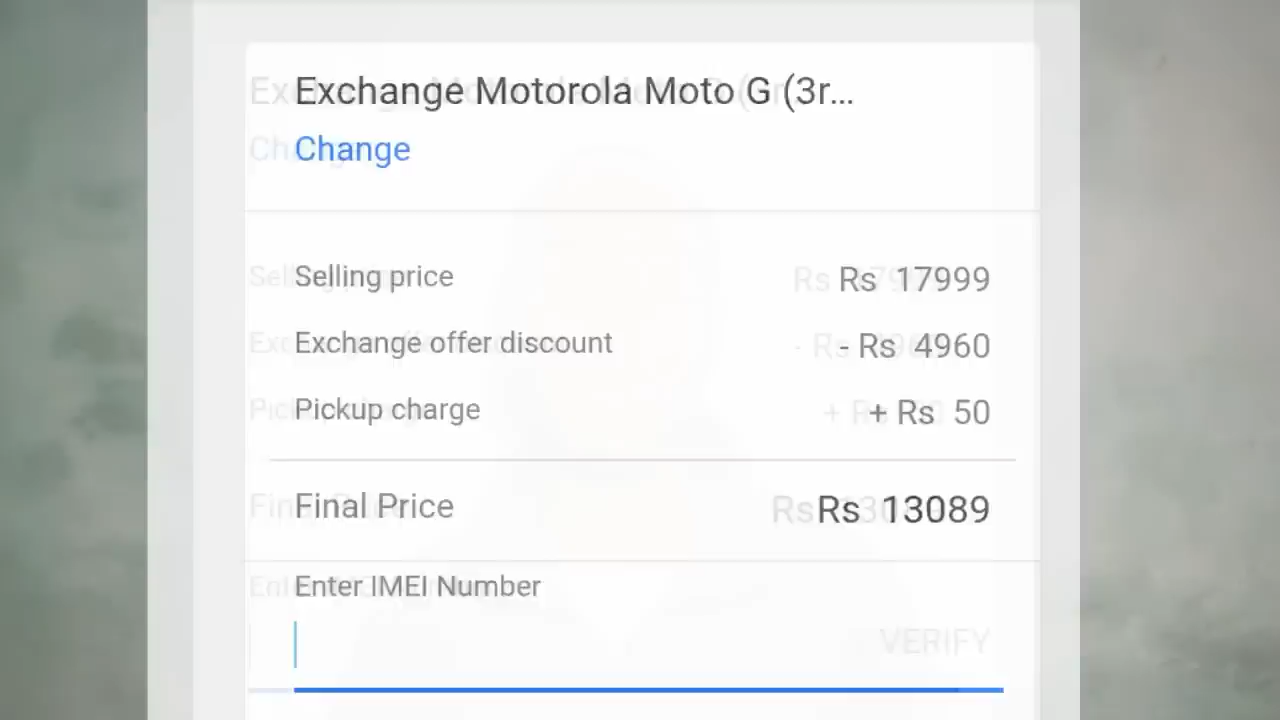 Exchange Motorola Moto G (3r...
Change
Selling price Rs 17999
Exchange offer discount - Rs 4960
Pickup charge + Rs 50
Final Price Rs 13089
Enter IMEI Number
VERIFY